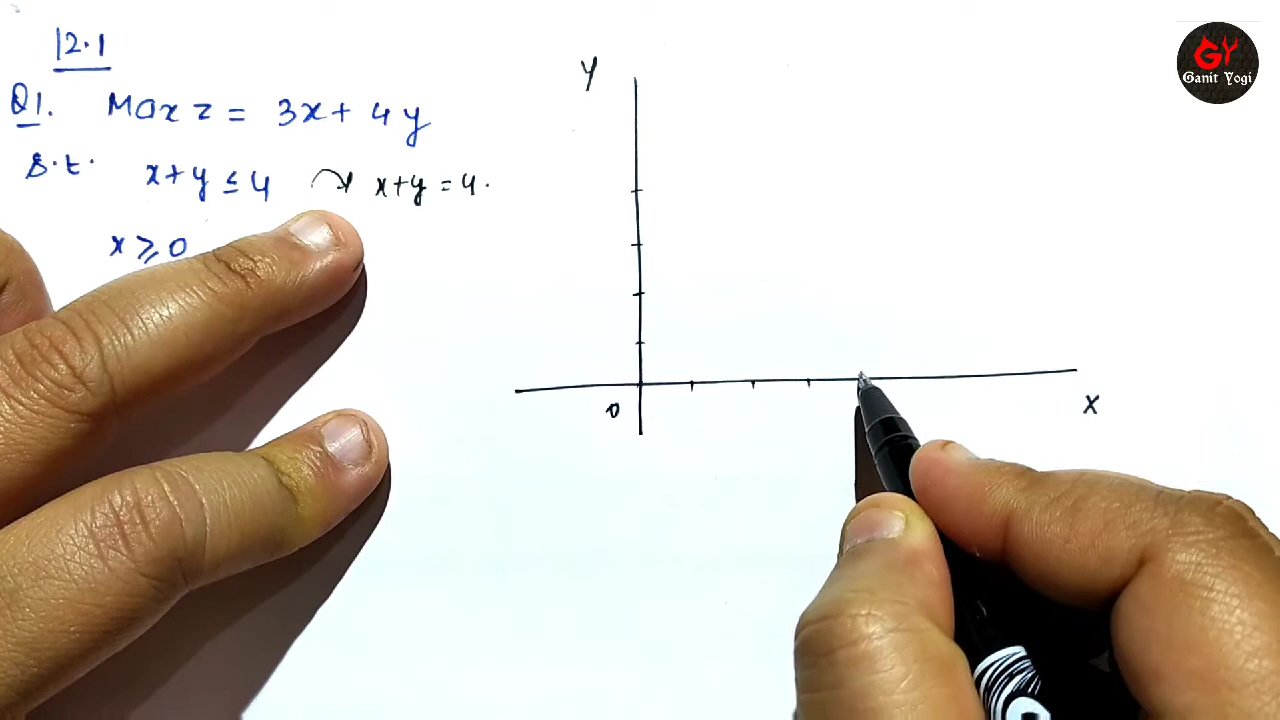 12.1
Q1. Max z = 3x + 4y
s.t. x+y ≤ 4 x+y = 4.
x ≥ 0
Y
0
X
GY
Ganit Yogi